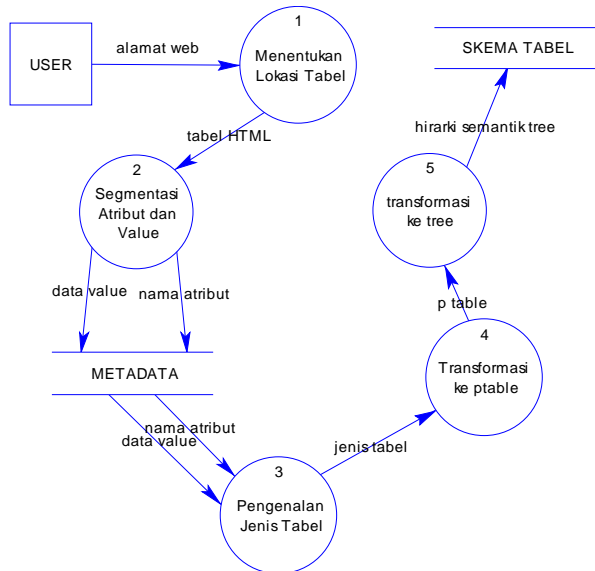 1
Menentukan
Lokasi Tabel
USER
alamat web
SKEMA TABEL
tabel HTML
hirarki semantik tree
2
Segmentasi
Atribut dan
Value
5
transformasi
ke tree
data value
nama atribut
p table
METADATA
4
Transformasi
ke ptable
nama atribut
data value
jenis tabel
3
Pengenalan
Jenis Tabel